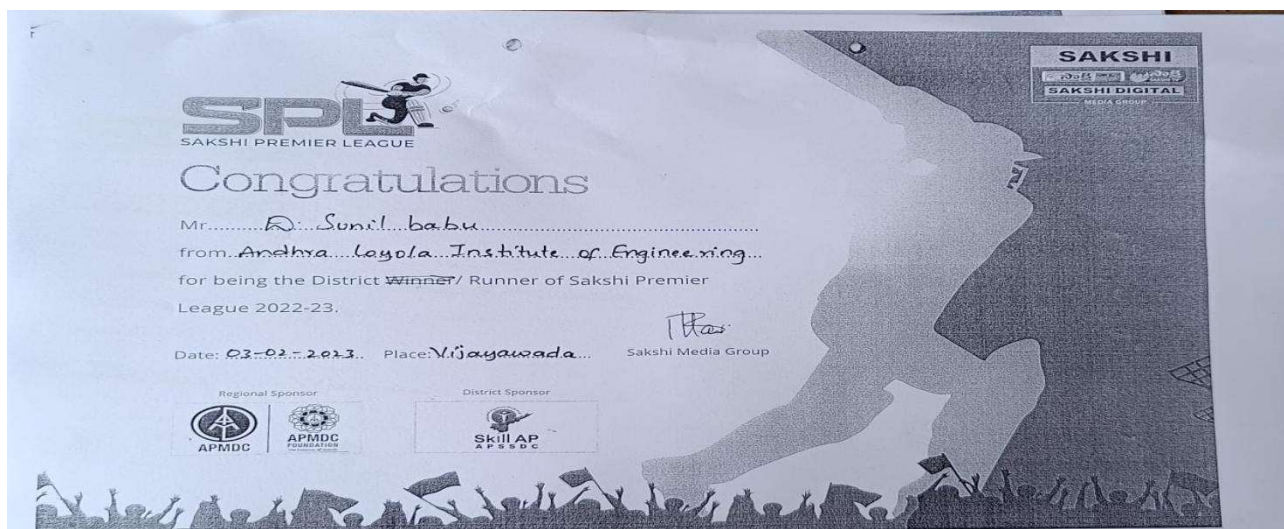 SAKSHI
సాక్షి
SAKSHI DIGITAL
MEDIA GROUP
SPL
SAKSHI PREMIER LEAGUE
Congratulations
Mr. D. Sunil babu
from Andhra Loyola Institute of Engineering
for being the District Winner / Runner of Sakshi Premier
League 2022-23.
Date: 03-02-2023 Place: Vijayawada
Sakshi Media Group
Regional Sponsor District Sponsor
APMDC APMDC FOUNDATION Skill AP
APSSDC